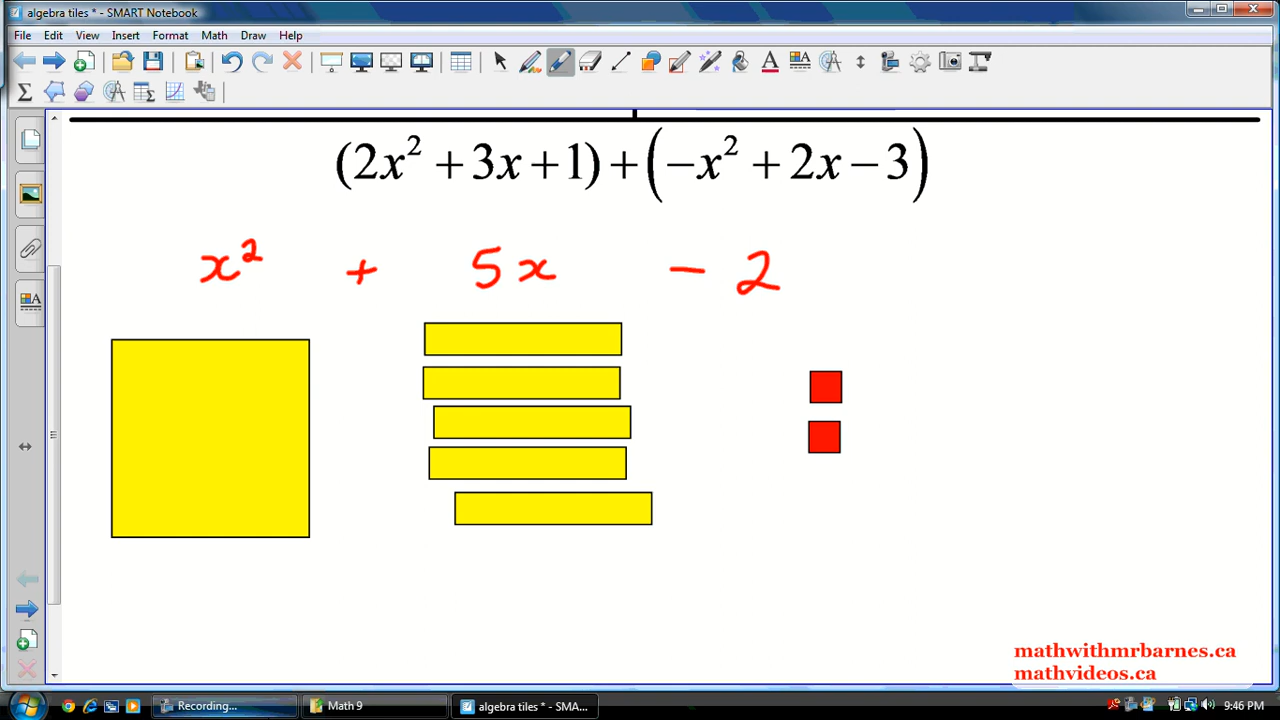 algebra tiles * - SMART Notebook
File Edit View Insert Format Math Draw Help
(2x² + 3x + 1) + (−x² + 2x − 3)
x² + 5x - 2
mathwithmrbarnes.ca
mathvideos.ca
Recording... Math 9 algebra tiles * - SMA... 9:46 PM